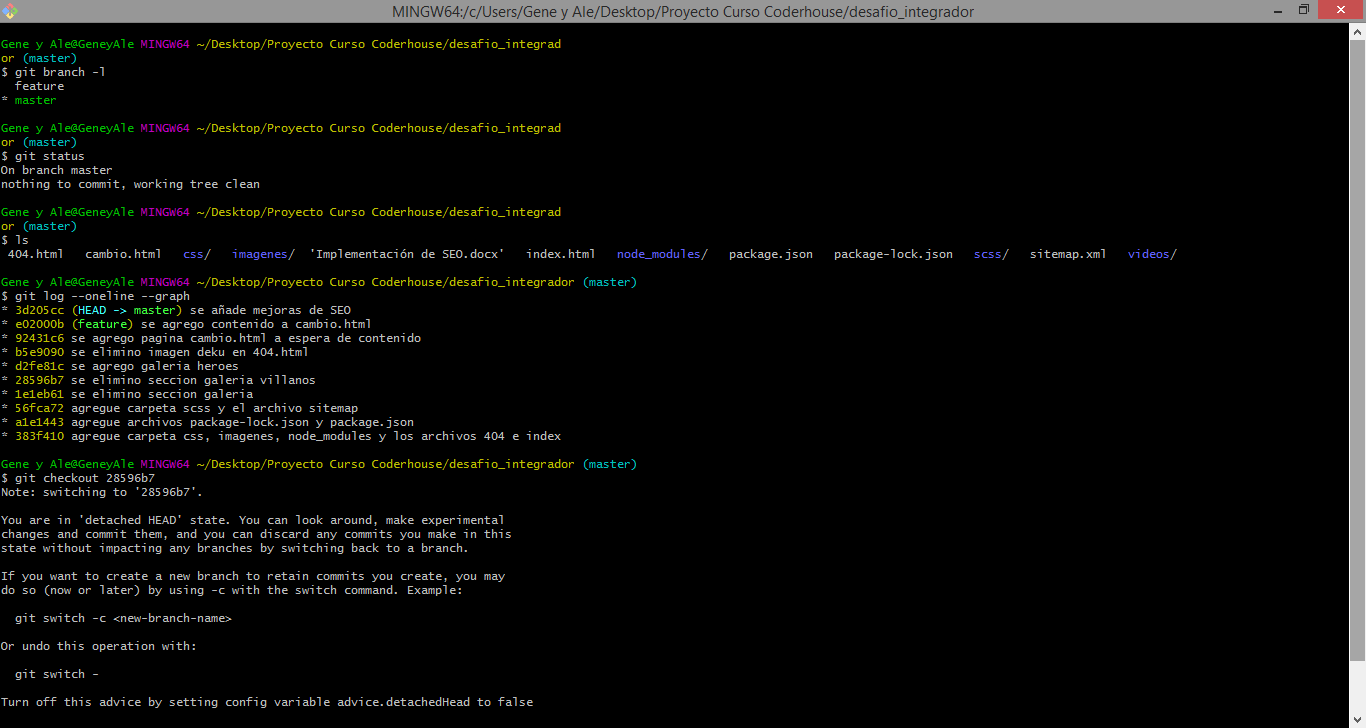 MINGW64:/c/Users/Gene y Ale/Desktop/Proyecto Curso Coderhouse/desafio_integrador
Gene y Ale@GeneyAle MINGW64 ~/Desktop/Proyecto Curso Coderhouse/desafio_integrad
or (master)
$ git branch -l
  feature
* master
Gene y Ale@GeneyAle MINGW64 ~/Desktop/Proyecto Curso Coderhouse/desafio_integrad
or (master)
$ git status
On branch master
nothing to commit, working tree clean
Gene y Ale@GeneyAle MINGW64 ~/Desktop/Proyecto Curso Coderhouse/desafio_integrad
or (master)
$ ls
 404.html   cambio.html   css/   imagenes/  'Implementación de SEO.docx'   index.html   node_modules/   package.json   package-lock.json   scss/   sitemap.xml   videos/
Gene y Ale@GeneyAle MINGW64 ~/Desktop/Proyecto Curso Coderhouse/desafio_integrador (master)
$ git log --oneline --graph
* 3d205cc (HEAD -> master) se añade mejoras de SEO
* e02000b (feature) se agrego contenido a cambio.html
* 92431c6 se agrego pagina cambio.html a espera de contenido
* b5e9090 se elimino imagen deku en 404.html
* d2fe81c se agrego galeria heroes
* 28596b7 se elimino seccion galeria villanos
* 1e1eb61 se elimino seccion galeria
* 56fca72 agregue carpeta scss y el archivo sitemap
* a1e1443 agregue archivos package-lock.json y package.json
* 383f410 agregue carpeta css, imagenes, node_modules y los archivos 404 e index
Gene y Ale@GeneyAle MINGW64 ~/Desktop/Proyecto Curso Coderhouse/desafio_integrador (master)
$ git checkout 28596b7
Note: switching to '28596b7'.
You are in 'detached HEAD' state. You can look around, make experimental
changes and commit them, and you can discard any commits you make in this
state without impacting any branches by switching back to a branch.
If you want to create a new branch to retain commits you create, you may
do so (now or later) by using -c with the switch command. Example:
  git switch -c <new-branch-name>
Or undo this operation with:
  git switch -
Turn off this advice by setting config variable advice.detachedHead to false